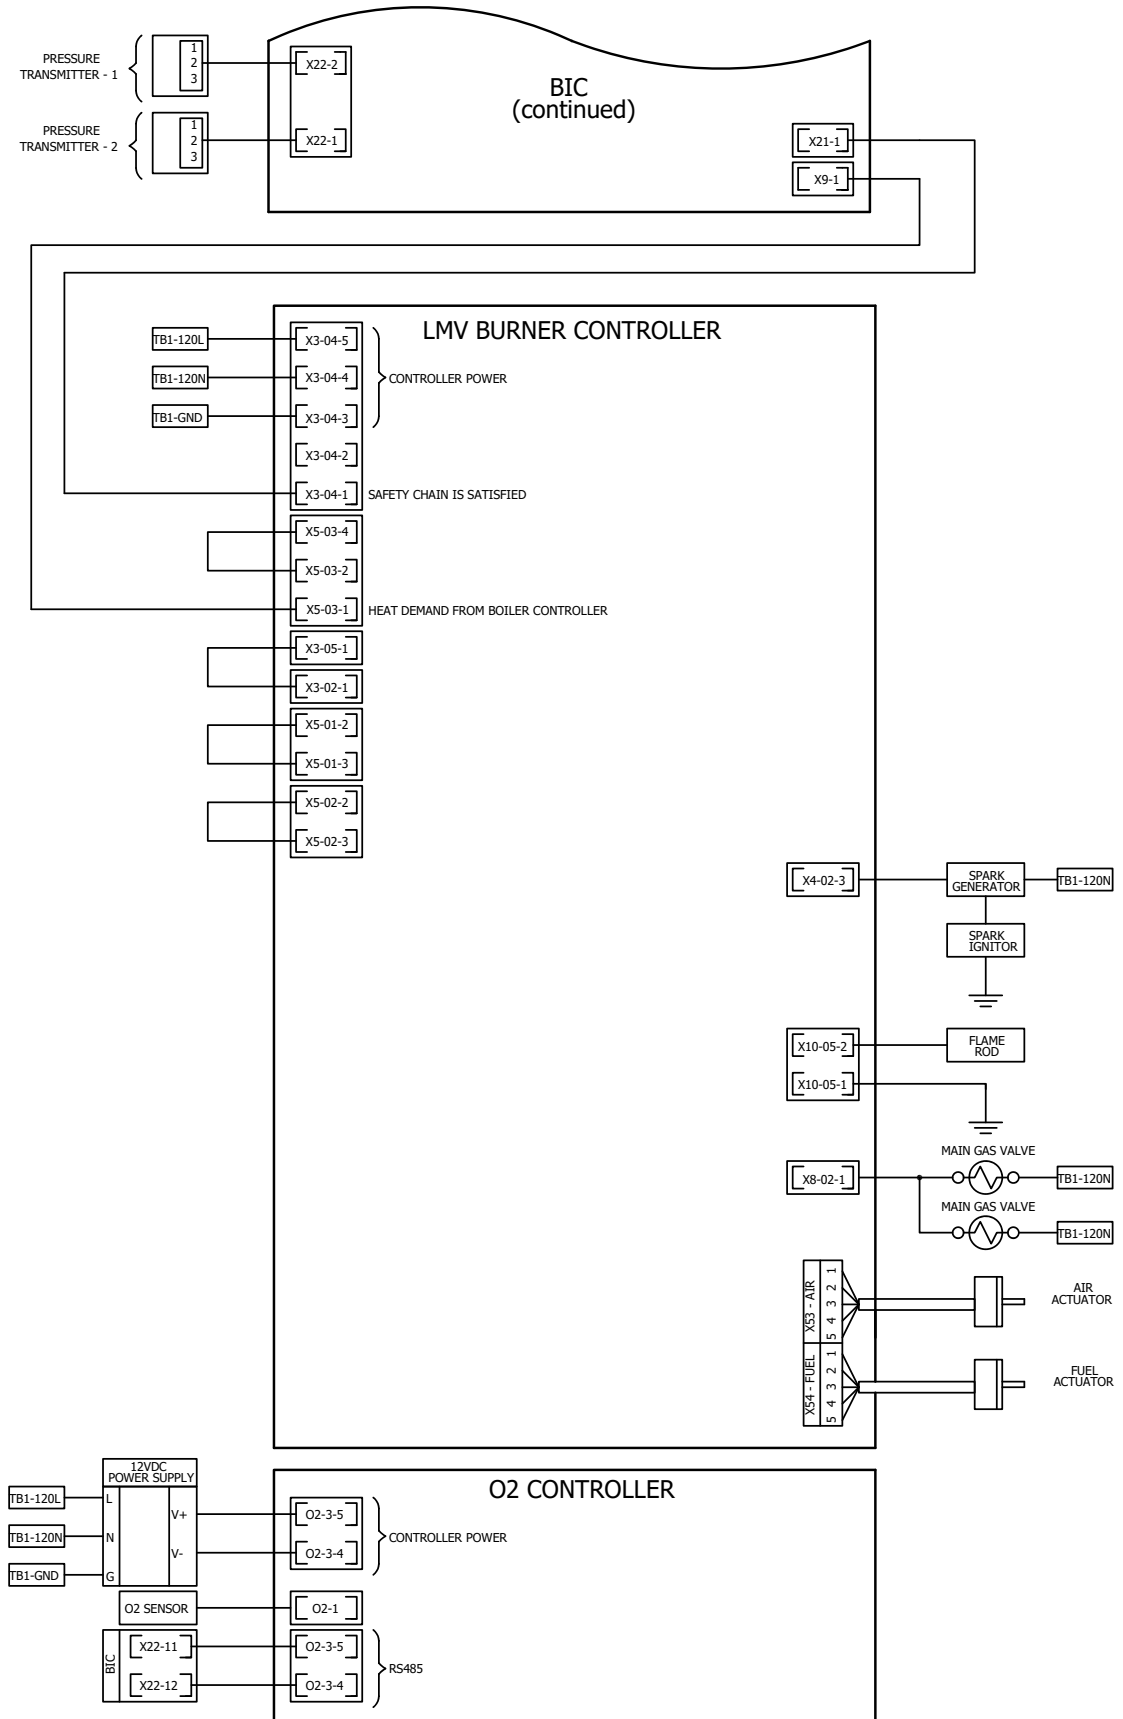 PRESSURE
TRANSMITTER - 1
1
2
3
X22-2
BIC
(continued)
PRESSURE
TRANSMITTER - 2
1
2
3
X22-1
X21-1
X9-1
LMV BURNER CONTROLLER
TB1-120L
X3-04-5
TB1-120N
X3-04-4
CONTROLLER POWER
TB1-GND
X3-04-3
X3-04-2
X3-04-1
SAFETY CHAIN IS SATISFIED
X5-03-4
X5-03-2
X5-03-1
HEAT DEMAND FROM BOILER CONTROLLER
X3-05-1
X3-02-1
X5-01-2
X5-01-3
X5-02-2
X5-02-3
X4-02-3
SPARK
GENERATOR
TB1-120N
SPARK
IGNITOR
X10-05-2
FLAME
ROD
X10-05-1
MAIN GAS VALVE
X8-02-1
TB1-120N
MAIN GAS VALVE
TB1-120N
X53 - AIR
1
2
3
4
5
AIR
ACTUATOR
X54 - FUEL
1
2
3
4
5
FUEL
ACTUATOR
12VDC
POWER SUPPLY
O2 CONTROLLER
TB1-120L
L
V+
O2-3-5
TB1-120N
N
CONTROLLER POWER
V-
O2-3-4
TB1-GND
G
O2 SENSOR
O2-1
BIC
X22-11
O2-3-5
RS485
X22-12
O2-3-4